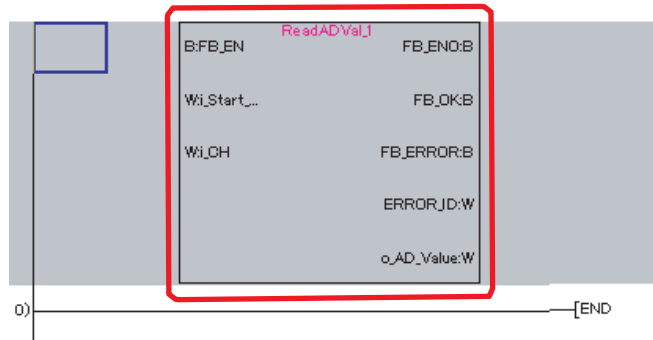 ReadADVal_1
B:FB_EN FB_ENO:B
W:i_Start_... FB_OK:B
W:i_CH FB_ERROR:B
ERROR_ID:W
o_AD_Value:W
0) [END